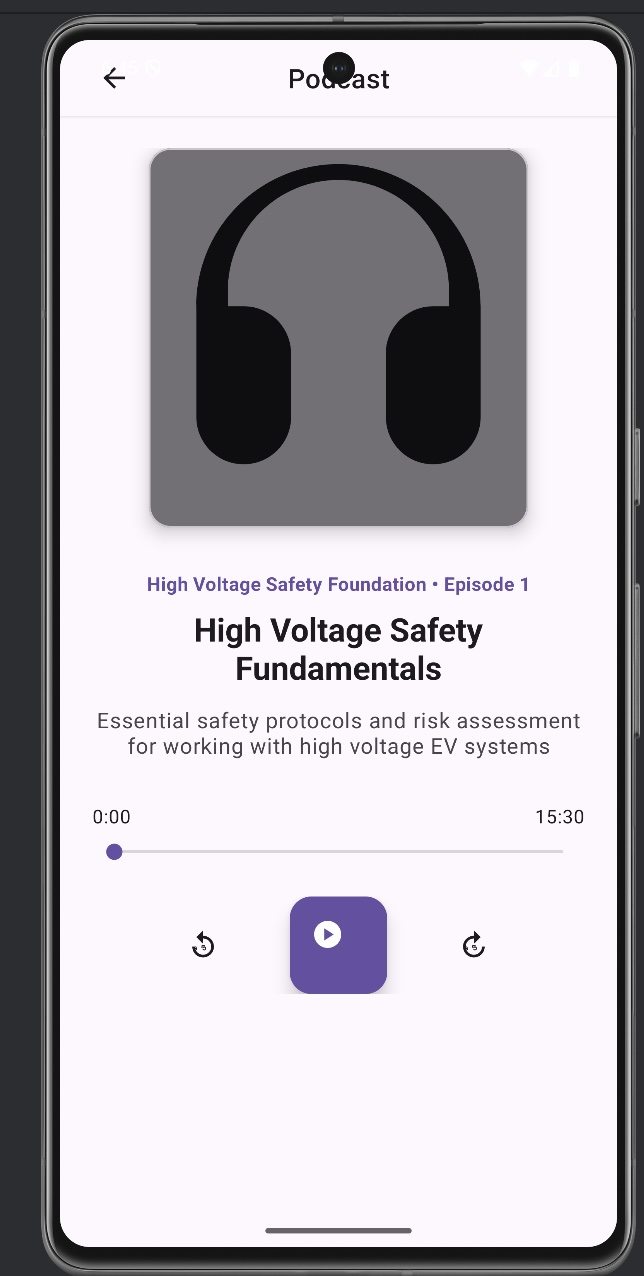 Podcast
High Voltage Safety Foundation • Episode 1
High Voltage Safety
Fundamentals
Essential safety protocols and risk assessment
for working with high voltage EV systems
0:00
15:30
5
5